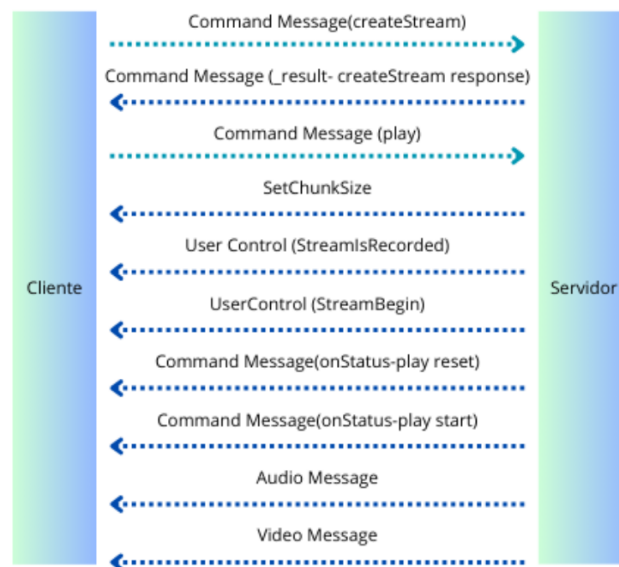 Command Message(createStream)
Command Message (_result- createStream response)
Command Message (play)
SetChunkSize
User Control (StreamIsRecorded)
Cliente
Servidor
UserControl (StreamBegin)
Command Message(onStatus-play reset)
Command Message(onStatus-play start)
Audio Message
Video Message